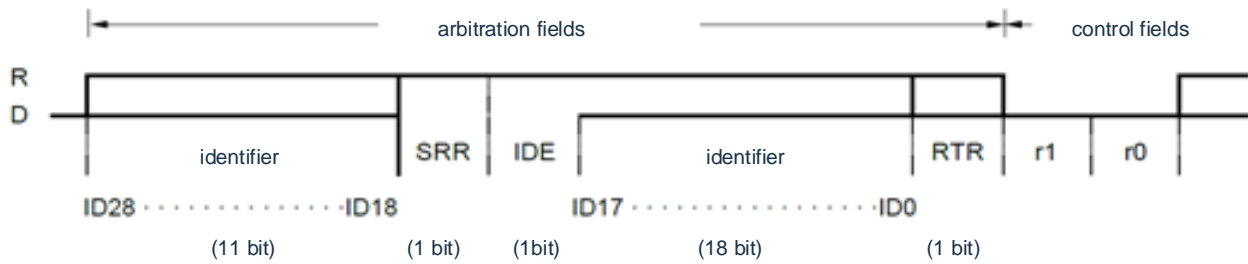 arbitration fields control fields
R
D
identifier SRR IDE identifier RTR r1 r0
ID28 ID18 ID17 ID0
(11 bit) (1 bit) (1bit) (18 bit) (1 bit)